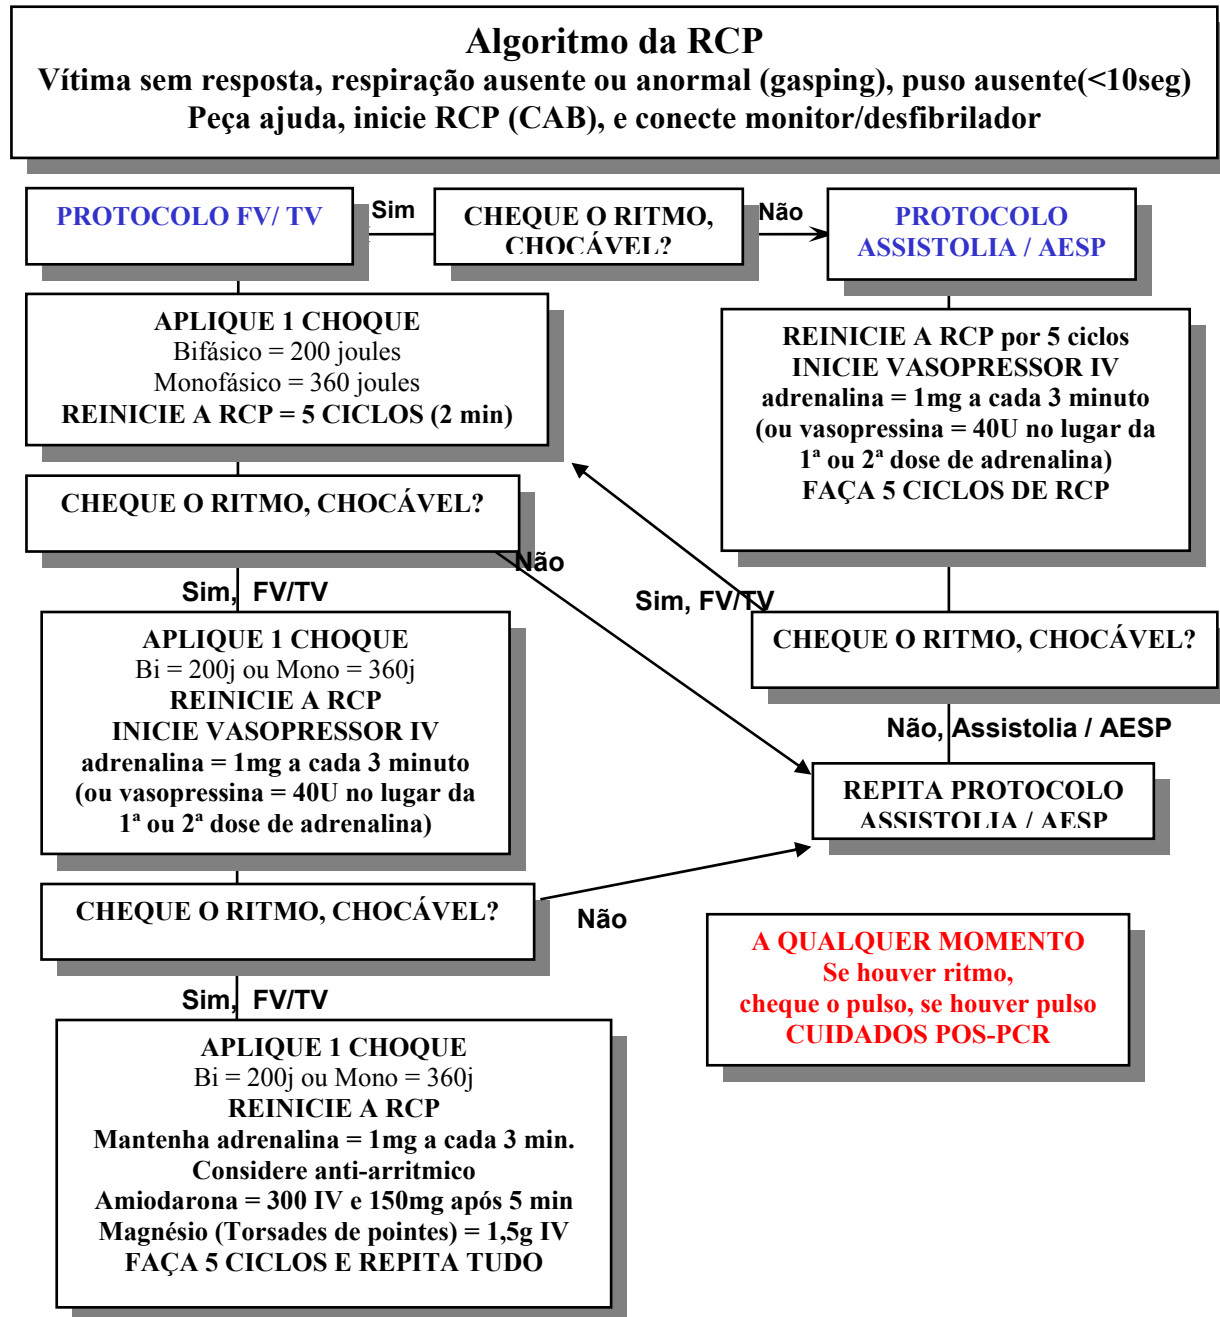 Algoritmo da RCP
Vítima sem resposta, respiração ausente ou anormal (gasping), puso ausente(<10seg)
Peça ajuda, inicie RCP (CAB), e conecte monitor/desfibrilador
PROTOCOLO FV/ TV
Sim
CHEQUE O RITMO,
CHOCÁVEL?
Não
PROTOCOLO
ASSISTOLIA / AESP
APLIQUE 1 CHOQUE
Bifásico = 200 joules
Monofásico = 360 joules
REINICIE A RCP = 5 CICLOS (2 min)
REINICIE A RCP por 5 ciclos
INICIE VASOPRESSOR IV
adrenalina = 1mg a cada 3 minuto
(ou vasopressina = 40U no lugar da
1ª ou 2ª dose de adrenalina)
FAÇA 5 CICLOS DE RCP
CHEQUE O RITMO, CHOCÁVEL?
Não
Sim, FV/TV
Sim, FV/TV
CHEQUE O RITMO, CHOCÁVEL?
APLIQUE 1 CHOQUE
Bi = 200j ou Mono = 360j
REINICIE A RCP
INICIE VASOPRESSOR IV
adrenalina = 1mg a cada 3 minuto
(ou vasopressina = 40U no lugar da
1ª ou 2ª dose de adrenalina)
Não, Assistolia / AESP
REPITA PROTOCOLO
ASSISTOLIA / AESP
CHEQUE O RITMO, CHOCÁVEL?
Não
A QUALQUER MOMENTO
Se houver ritmo,
cheque o pulso, se houver pulso
CUIDADOS POS-PCR
Sim, FV/TV
APLIQUE 1 CHOQUE
Bi = 200j ou Mono = 360j
REINICIE A RCP
Mantenha adrenalina = 1mg a cada 3 min.
Considere anti-arritmico
Amiodarona = 300 IV e 150mg após 5 min
Magnésio (Torsades de pointes) = 1,5g IV
FAÇA 5 CICLOS E REPITA TUDO